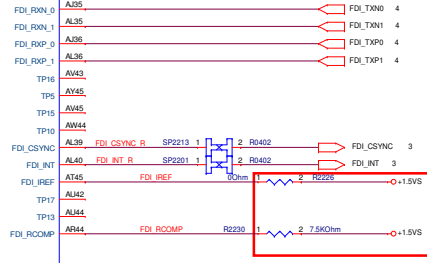 FDI_RXN_0 AJ35 FDI_TXN0 4
FDI_RXN_1 AL35 FDI_TXN1 4
FDI_RXP_0 AJ36 FDI_TXP0 4
FDI_RXP_1 AL36 FDI_TXP1 4
TP16 AV43
TP5 AY45
TP15 AV45
TP10 AW44
FDI_CSYNC AL39 FDI_CSYNC_R SP2213 1 2 R0402 FDI_CSYNC 3
FDI_INT AL40 FDI_INT_R SP2201 1 2 R0402 FDI_INT 3
FDI_IREF AT45 FDI_IREF 0Ohm 1 2 R2226 +1.5VS
TP17 AU42
TP13 AU44
FDI_RCOMP AR44 FDI_RCOMP R2230 1 2 7.5KOhm +1.5VS